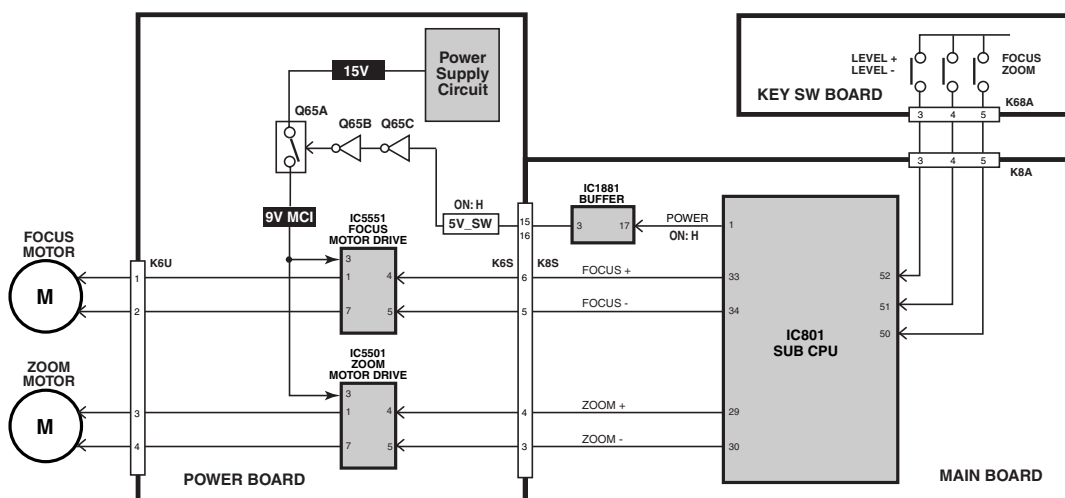 Power
Supply
Circuit
15V
Q65A
Q65B
Q65C
LEVEL +
LEVEL -
FOCUS
ZOOM
KEY SW BOARD
K68A
3
4
5
3
4
5
K8A
9V MCI
ON: H
5V_SW
15
16
IC1881
BUFFER
3
17
POWER
ON: H
1
IC5551
FOCUS
MOTOR DRIVE
FOCUS
MOTOR
M
K6U
1
2
3
1
4
7
5
K6S
K8S
6
5
FOCUS +
FOCUS -
33
34
52
51
50
IC801
SUB CPU
ZOOM
MOTOR
M
3
4
IC5501
ZOOM
MOTOR DRIVE
3
1
4
7
5
4
3
ZOOM +
ZOOM -
29
30
POWER BOARD
MAIN BOARD